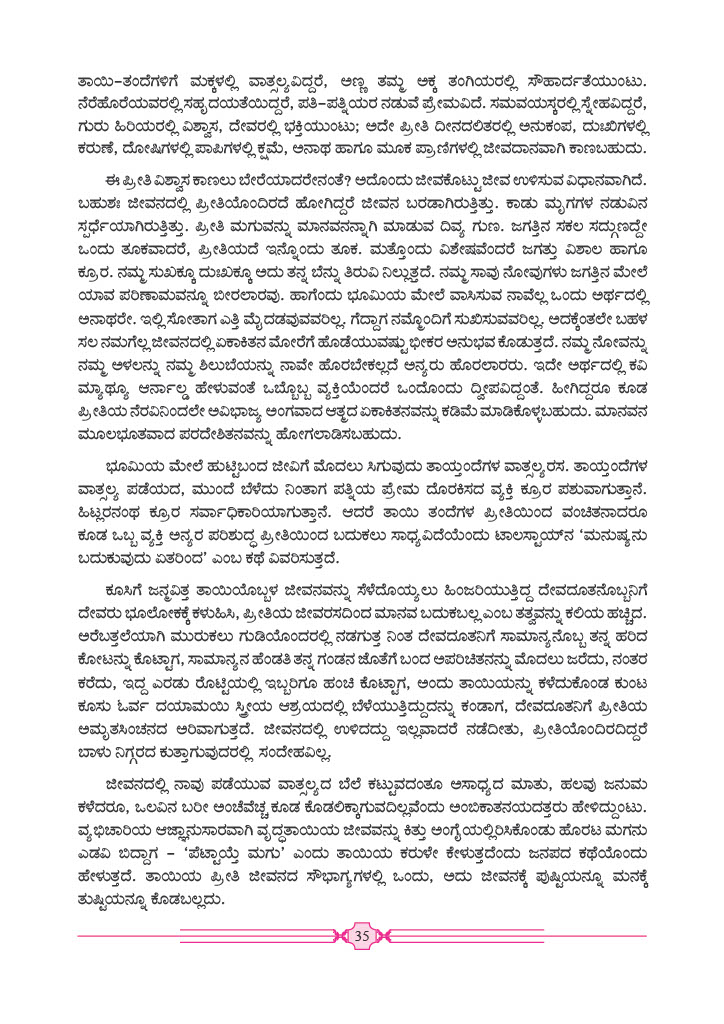 ತಾಯಿ–ತಂದೆಗಳಿಗೆ ಮಕ್ಕಳಲ್ಲಿ ವಾತ್ಸಲ್ಯವಿದ್ದರೆ, ಅಣ್ಣ ತಮ್ಮ ಅಕ್ಕ ತಂಗಿಯರಲ್ಲಿ ಸೌಹಾರ್ದತೆಯುಂಟು.
ನೆರೆಹೊರೆಯವರಲ್ಲಿ ಸಹೃದಯತೆಯಿದ್ದರೆ, ಪತಿ–ಪತ್ನಿಯರ ನಡುವೆ ಪ್ರೇಮವಿದೆ. ಸಮವಯಸ್ಕರಲ್ಲಿ ಸ್ನೇಹವಿದ್ದರೆ,
ಗುರು ಹಿರಿಯರಲ್ಲಿ ವಿಶ್ವಾಸ, ದೇವರಲ್ಲಿ ಭಕ್ತಿಯುಂಟು; ಅದೇ ಪ್ರೀತಿ ದೀನದಲಿತರಲ್ಲಿ ಅನುಕಂಪ, ದುಃಖಿಗಳಲ್ಲಿ
ಕರುಣೆ, ದೋಷಿಗಳಲ್ಲಿ ಪಾಪಿಗಳಲ್ಲಿ ಕ್ಷಮೆ, ಅನಾಥ ಹಾಗೂ ಮೂಕ ಪ್ರಾಣಿಗಳಲ್ಲಿ ಜೀವದಾನವಾಗಿ ಕಾಣಬಹುದು.
ಈ ಪ್ರೀತಿ ವಿಶ್ವಾಸ ಕಾಣಲು ಬೇರೆಯಾದರೇನಂತೆ? ಅದೊಂದು ಜೀವಕೊಟ್ಟು ಜೀವ ಉಳಿಸುವ ವಿಧಾನವಾಗಿದೆ.
ಬಹುಶಃ ಜೀವನದಲ್ಲಿ ಪ್ರೀತಿಯೊಂದಿರದೆ ಹೋಗಿದ್ದರೆ ಜೀವನ ಬರಡಾಗಿರುತ್ತಿತ್ತು. ಕಾಡು ಮೃಗಗಳ ನಡುವಿನ
ಸ್ಪರ್ಧೆಯಾಗಿರುತ್ತಿತ್ತು. ಪ್ರೀತಿ ಮಗುವನ್ನು ಮಾನವನನ್ನಾಗಿ ಮಾಡುವ ದಿವ್ಯ ಗುಣ. ಜಗತ್ತಿನ ಸಕಲ ಸದ್ಗುಣದ್ದೇ
ಒಂದು ತೂಕವಾದರೆ, ಪ್ರೀತಿಯದೆ ಇನ್ನೊಂದು ತೂಕ. ಮತ್ತೊಂದು ವಿಶೇಷವೆಂದರೆ ಜಗತ್ತು ವಿಶಾಲ ಹಾಗೂ
ಕ್ರೂರ. ನಮ್ಮ ಸುಖಕ್ಕೂ ದುಃಖಕ್ಕೂ ಅದು ತನ್ನ ಬೆನ್ನು ತಿರುವಿ ನಿಲ್ಲುತ್ತದೆ. ನಮ್ಮ ಸಾವು ನೋವುಗಳು ಜಗತ್ತಿನ ಮೇಲೆ
ಯಾವ ಪರಿಣಾಮವನ್ನೂ ಬೀರಲಾರವು. ಹಾಗೆಂದು ಭೂಮಿಯ ಮೇಲೆ ವಾಸಿಸುವ ನಾವೆಲ್ಲ ಒಂದು ಅರ್ಥದಲ್ಲಿ
ಅನಾಥರೇ. ಇಲ್ಲಿ ಸೋತಾಗ ಎತ್ತಿ ಮೈದಡವುವವರಿಲ್ಲ. ಗೆದ್ದಾಗ ನಮ್ಮೊಂದಿಗೆ ಸುಖಿಸುವವರಿಲ್ಲ. ಅದಕ್ಕೆಂತಲೇ ಬಹಳ
ಸಲ ನಮಗೆಲ್ಲ ಜೀವನದಲ್ಲಿ ಏಕಾಕಿತನ ಮೋರೆಗೆ ಹೊಡೆಯುವಷ್ಟು ಭೀಕರ ಅನುಭವ ಕೊಡುತ್ತದೆ. ನಮ್ಮ ನೋವನ್ನು
ನಮ್ಮ ಅಳಲನ್ನು ನಮ್ಮ ಶಿಲುಬೆಯನ್ನು ನಾವೇ ಹೊರಬೇಕಲ್ಲದೆ ಅನ್ಯರು ಹೊರಲಾರರು. ಇದೇ ಅರ್ಥದಲ್ಲಿ ಕವಿ
ಮ್ಯಾಥ್ಯೂ ಆರ್ನಾಲ್ಡ ಹೇಳುವಂತೆ ಒಬ್ಬೊಬ್ಬ ವ್ಯಕ್ತಿಯೆಂದರೆ ಒಂದೊಂದು ದ್ವೀಪವಿದ್ದಂತೆ. ಹೀಗಿದ್ದರೂ ಕೂಡ
ಪ್ರೀತಿಯ ನೆರವಿನಿಂದಲೇ ಅವಿಭಾಜ್ಯ ಅಂಗವಾದ ಆತ್ಮದ ಏಕಾಕಿತನವನ್ನು ಕಡಿಮೆ ಮಾಡಿಕೊಳ್ಳಬಹುದು. ಮಾನವನ
ಮೂಲಭೂತವಾದ ಪರದೇಶಿತನವನ್ನು ಹೋಗಲಾಡಿಸಬಹುದು.
ಭೂಮಿಯ ಮೇಲೆ ಹುಟ್ಟಿಬಂದ ಜೀವಿಗೆ ಮೊದಲು ಸಿಗುವುದು ತಾಯ್ತಂದೆಗಳ ವಾತ್ಸಲ್ಯರಸ. ತಾಯ್ತಂದೆಗಳ
ವಾತ್ಸಲ್ಯ ಪಡೆಯದ, ಮುಂದೆ ಬೆಳೆದು ನಿಂತಾಗ ಪತ್ನಿಯ ಪ್ರೇಮ ದೊರಕಿಸದ ವ್ಯಕ್ತಿ ಕ್ರೂರ ಪಶುವಾಗುತ್ತಾನೆ.
ಹಿಟ್ಲರನಂಥ ಕ್ರೂರ ಸರ್ವಾಧಿಕಾರಿಯಾಗುತ್ತಾನೆ. ಆದರೆ ತಾಯಿ ತಂದೆಗಳ ಪ್ರೀತಿಯಿಂದ ವಂಚಿತನಾದರೂ
ಕೂಡ ಒಬ್ಬ ವ್ಯಕ್ತಿ ಅನ್ಯರ ಪರಿಶುದ್ಧ ಪ್ರೀತಿಯಿಂದ ಬದುಕಲು ಸಾಧ್ಯವಿದೆಯೆಂದು ಟಾಲಸ್ಟಾಯ್‌ನ ‘ಮನುಷ್ಯನು
ಬದುಕುವುದು ಏತರಿಂದ’ ಎಂಬ ಕಥೆ ವಿವರಿಸುತ್ತದೆ.
ಕೂಸಿಗೆ ಜನ್ಮವಿತ್ತ ತಾಯಿಯೊಬ್ಬಳ ಜೀವನವನ್ನು ಸೆಳೆದೊಯ್ಯಲು ಹಿಂಜರಿಯುತ್ತಿದ್ದ ದೇವದೂತನೊಬ್ಬನಿಗೆ
ದೇವರು ಭೂಲೋಕಕ್ಕೆ ಕಳುಹಿಸಿ, ಪ್ರೀತಿಯ ಜೀವರಸದಿಂದ ಮಾನವ ಬದುಕಬಲ್ಲ ಎಂಬ ತತ್ವವನ್ನು ಕಲಿಯ ಹಚ್ಚಿದ.
ಅರೆಬತ್ತಲೆಯಾಗಿ ಮುರುಕಲು ಗುಡಿಯೊಂದರಲ್ಲಿ ನಡಗುತ್ತ ನಿಂತ ದೇವದೂತನಿಗೆ ಸಾಮಾನ್ಯನೊಬ್ಬ ತನ್ನ ಹರಿದ
ಕೋಟನ್ನು ಕೊಟ್ಟಾಗ, ಸಾಮಾನ್ಯನ ಹೆಂಡತಿ ತನ್ನ ಗಂಡನ ಜೊತೆಗೆ ಬಂದ ಅಪರಿಚಿತನನ್ನು ಮೊದಲು ಜರೆದು, ನಂತರ
ಕರೆದು, ಇದ್ದ ಎರಡು ರೊಟ್ಟಿಯಲ್ಲಿ ಇಬ್ಬರಿಗೂ ಹಂಚಿ ಕೊಟ್ಟಾಗ, ಅಂದು ತಾಯಿಯನ್ನು ಕಳೆದುಕೊಂಡ ಕುಂಟ
ಕೂಸು ಓರ್ವ ದಯಾಮಯಿ ಸ್ತ್ರೀಯ ಆಶ್ರಯದಲ್ಲಿ ಬೆಳೆಯುತ್ತಿದ್ದುದನ್ನು ಕಂಡಾಗ, ದೇವದೂತನಿಗೆ ಪ್ರೀತಿಯ
ಅಮೃತಸಿಂಚನದ ಅರಿವಾಗುತ್ತದೆ. ಜೀವನದಲ್ಲಿ ಉಳಿದದ್ದು ಇಲ್ಲವಾದರೆ ನಡೆದೀತು, ಪ್ರೀತಿಯೊಂದಿರದಿದ್ದರೆ
ಬಾಳು ನಿಗ್ಗರದ ಕುತ್ತಾಗುವುದರಲ್ಲಿ ಸಂದೇಹವಿಲ್ಲ.
ಜೀವನದಲ್ಲಿ ನಾವು ಪಡೆಯುವ ವಾತ್ಸಲ್ಯದ ಬೆಲೆ ಕಟ್ಟುವದಂತೂ ಅಸಾಧ್ಯದ ಮಾತು, ಹಲವು ಜನುಮ
ಕಳೆದರೂ, ಒಲವಿನ ಬರೀ ಅಂಚೆವೆಚ್ಚ ಕೂಡ ಕೊಡಲಿಕ್ಕಾಗುವದಿಲ್ಲವೆಂದು ಅಂಬಿಕಾತನಯದತ್ತರು ಹೇಳಿದ್ದುಂಟು.
ವ್ಯಭಿಚಾರಿಯ ಆಜ್ಞಾನುಸಾರವಾಗಿ ವೃದ್ಧತಾಯಿಯ ಜೀವವನ್ನು ಕಿತ್ತು ಅಂಗೈಯಲ್ಲಿರಿಸಿಕೊಂಡು ಹೊರಟ ಮಗನು
ಎಡವಿ ಬಿದ್ದಾಗ – ‘ಪೆಟ್ಟಾಯ್ತೆ ಮಗು’ ಎಂದು ತಾಯಿಯ ಕರುಳೇ ಕೇಳುತ್ತದೆಂದು ಜನಪದ ಕಥೆಯೊಂದು
ಹೇಳುತ್ತದೆ. ತಾಯಿಯ ಪ್ರೀತಿ ಜೀವನದ ಸೌಭಾಗ್ಯಗಳಲ್ಲಿ ಒಂದು, ಅದು ಜೀವನಕ್ಕೆ ಪುಷ್ಟಿಯನ್ನೂ ಮನಕ್ಕೆ
ತುಷ್ಟಿಯನ್ನೂ ಕೊಡಬಲ್ಲದು.
35